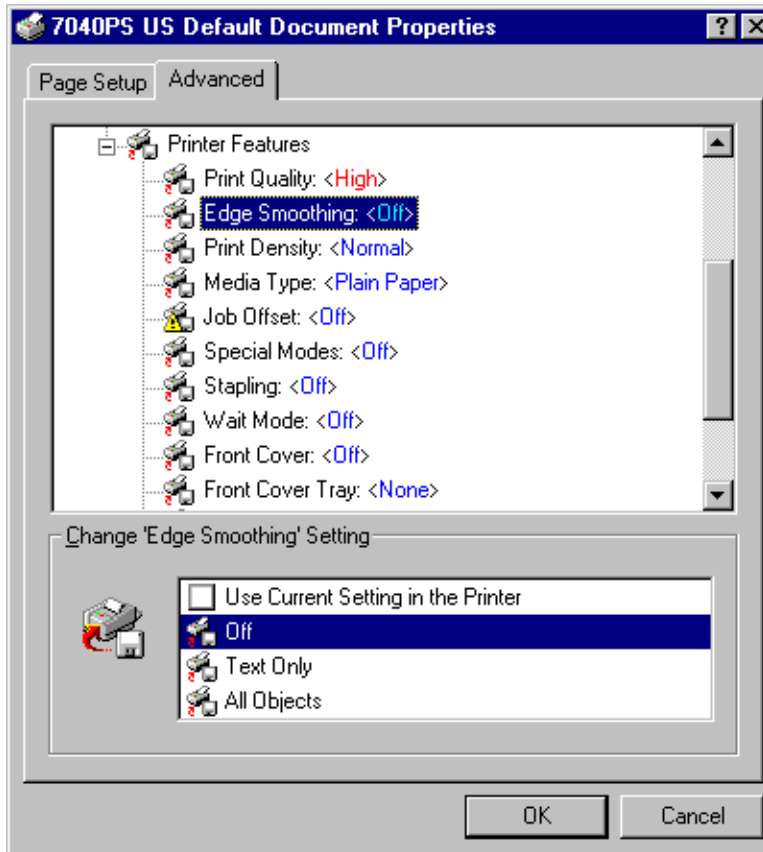 7040PS US Default Document Properties
Page Setup
Advanced
Printer Features
Print Quality: <High>
Edge Smoothing: <Off>
Print Density: <Normal>
Media Type: <Plain Paper>
Job Offset: <Off>
Special Modes: <Off>
Stapling: <Off>
Wait Mode: <Off>
Front Cover: <Off>
Front Cover Tray: <None>
Change 'Edge Smoothing' Setting
Use Current Setting in the Printer
Off
Text Only
All Objects
OK
Cancel